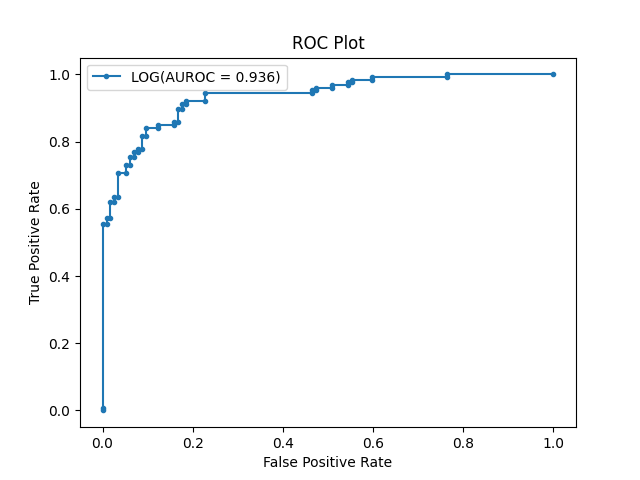 ROC Plot
LOG(AUROC = 0.936)
1.0
0.8
0.6
0.4
0.2
0.0
True Positive Rate
0.0 0.2 0.4 0.6 0.8 1.0
False Positive Rate